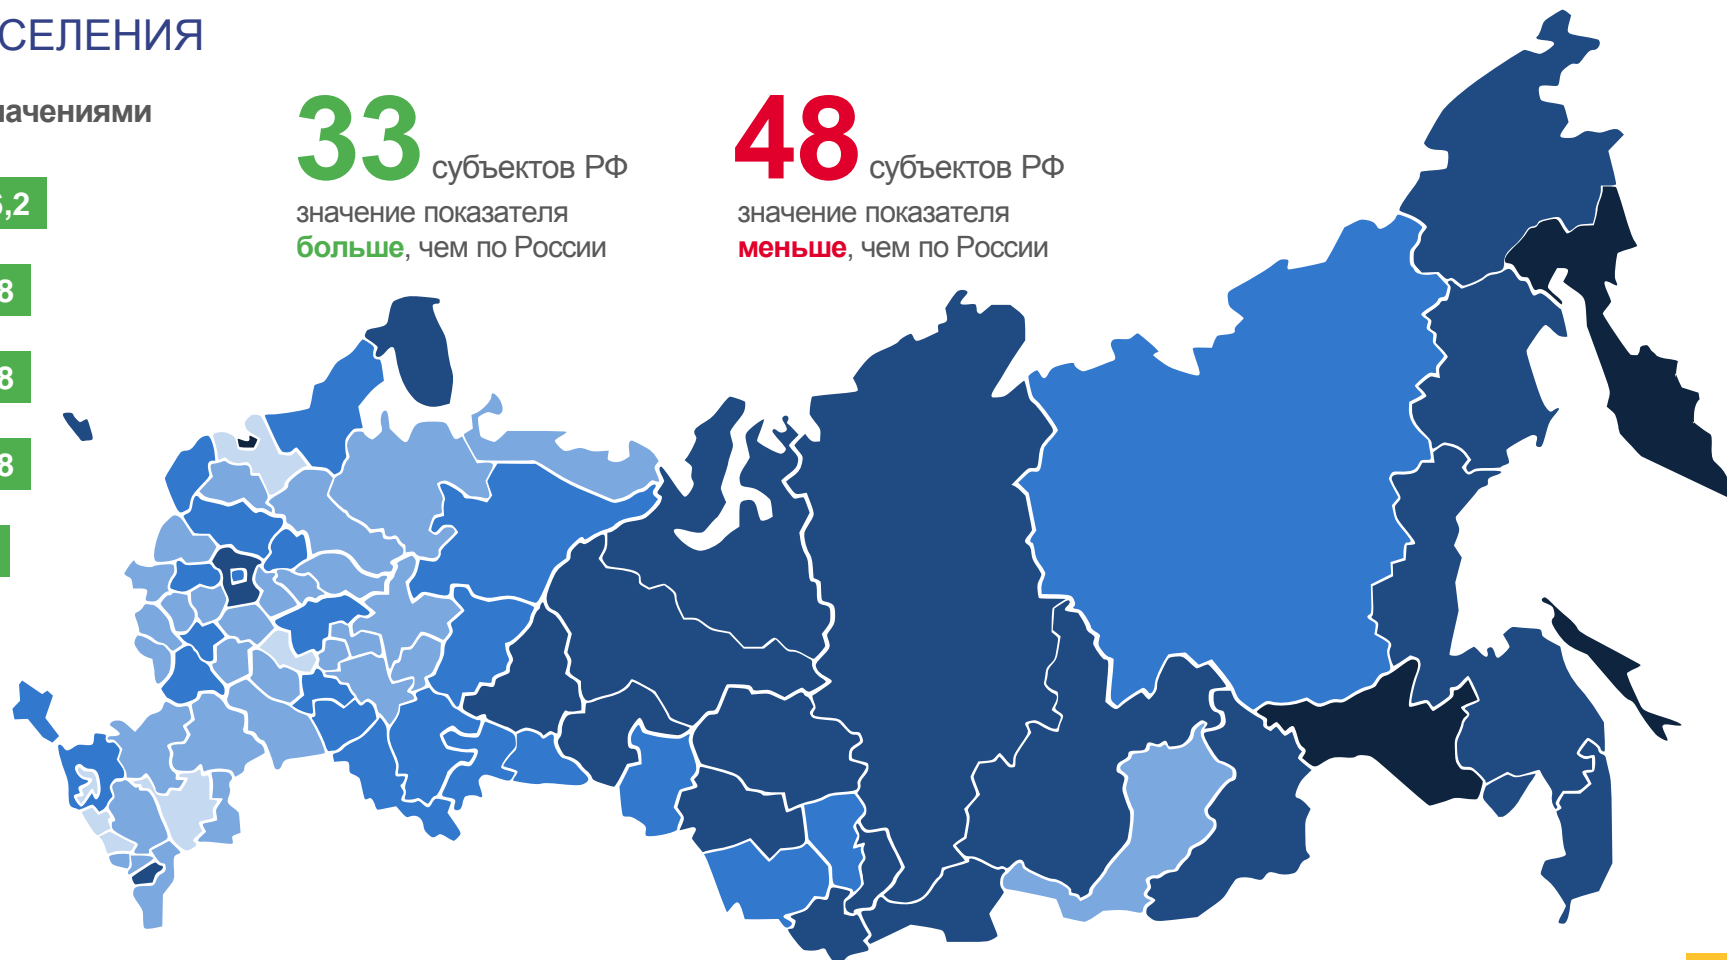 СЕЛЕНИЯ
начениями
33 субъектов РФ
значение показателя
больше, чем по России
48 субъектов РФ
значение показателя
меньше, чем по России
,2
8
8
8